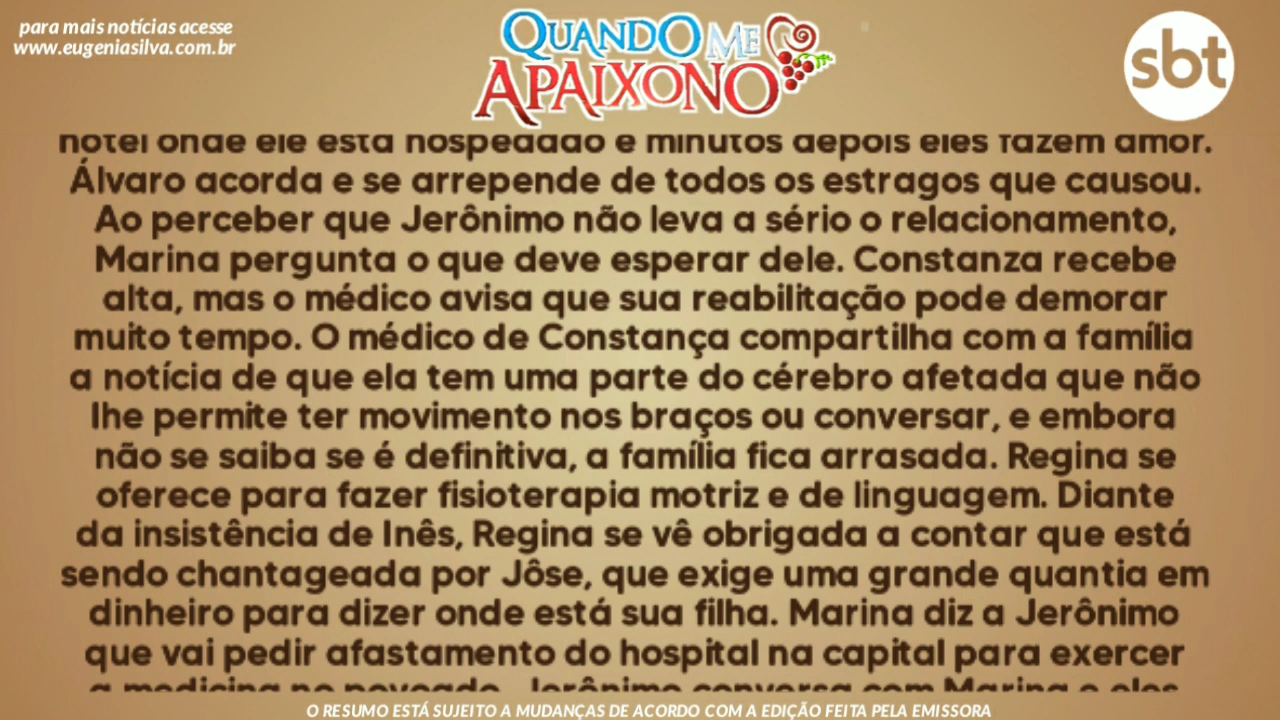 para mais notícias acesse
www.eugeniasilva.com.br
QUANDO ME
APAIXONO
sbt
hotel onde ele está hospedado e minutos depois eles fazem amor.
Álvaro acorda e se arrepende de todos os estragos que causou.
Ao perceber que Jerônimo não leva a sério o relacionamento,
Marina pergunta o que deve esperar dele. Constanza recebe
alta, mas o médico avisa que sua reabilitação pode demorar
muito tempo. O médico de Constança compartilha com a família
a notícia de que ela tem uma parte do cérebro afetada que não
lhe permite ter movimento nos braços ou conversar, e embora
não se saiba se é definitiva, a família fica arrasada. Regina se
oferece para fazer fisioterapia motriz e de linguagem. Diante
da insistência de Inês, Regina se vê obrigada a contar que está
sendo chantageada por Jôse, que exige uma grande quantia em
dinheiro para dizer onde está sua filha. Marina diz a Jerônimo
que vai pedir afastamento do hospital na capital para exercer
a medicina no povoado. Jerônimo conversa com Marina e eles
O RESUMO ESTÁ SUJEITO A MUDANÇAS DE ACORDO COM A EDIÇÃO FEITA PELA EMISSORA